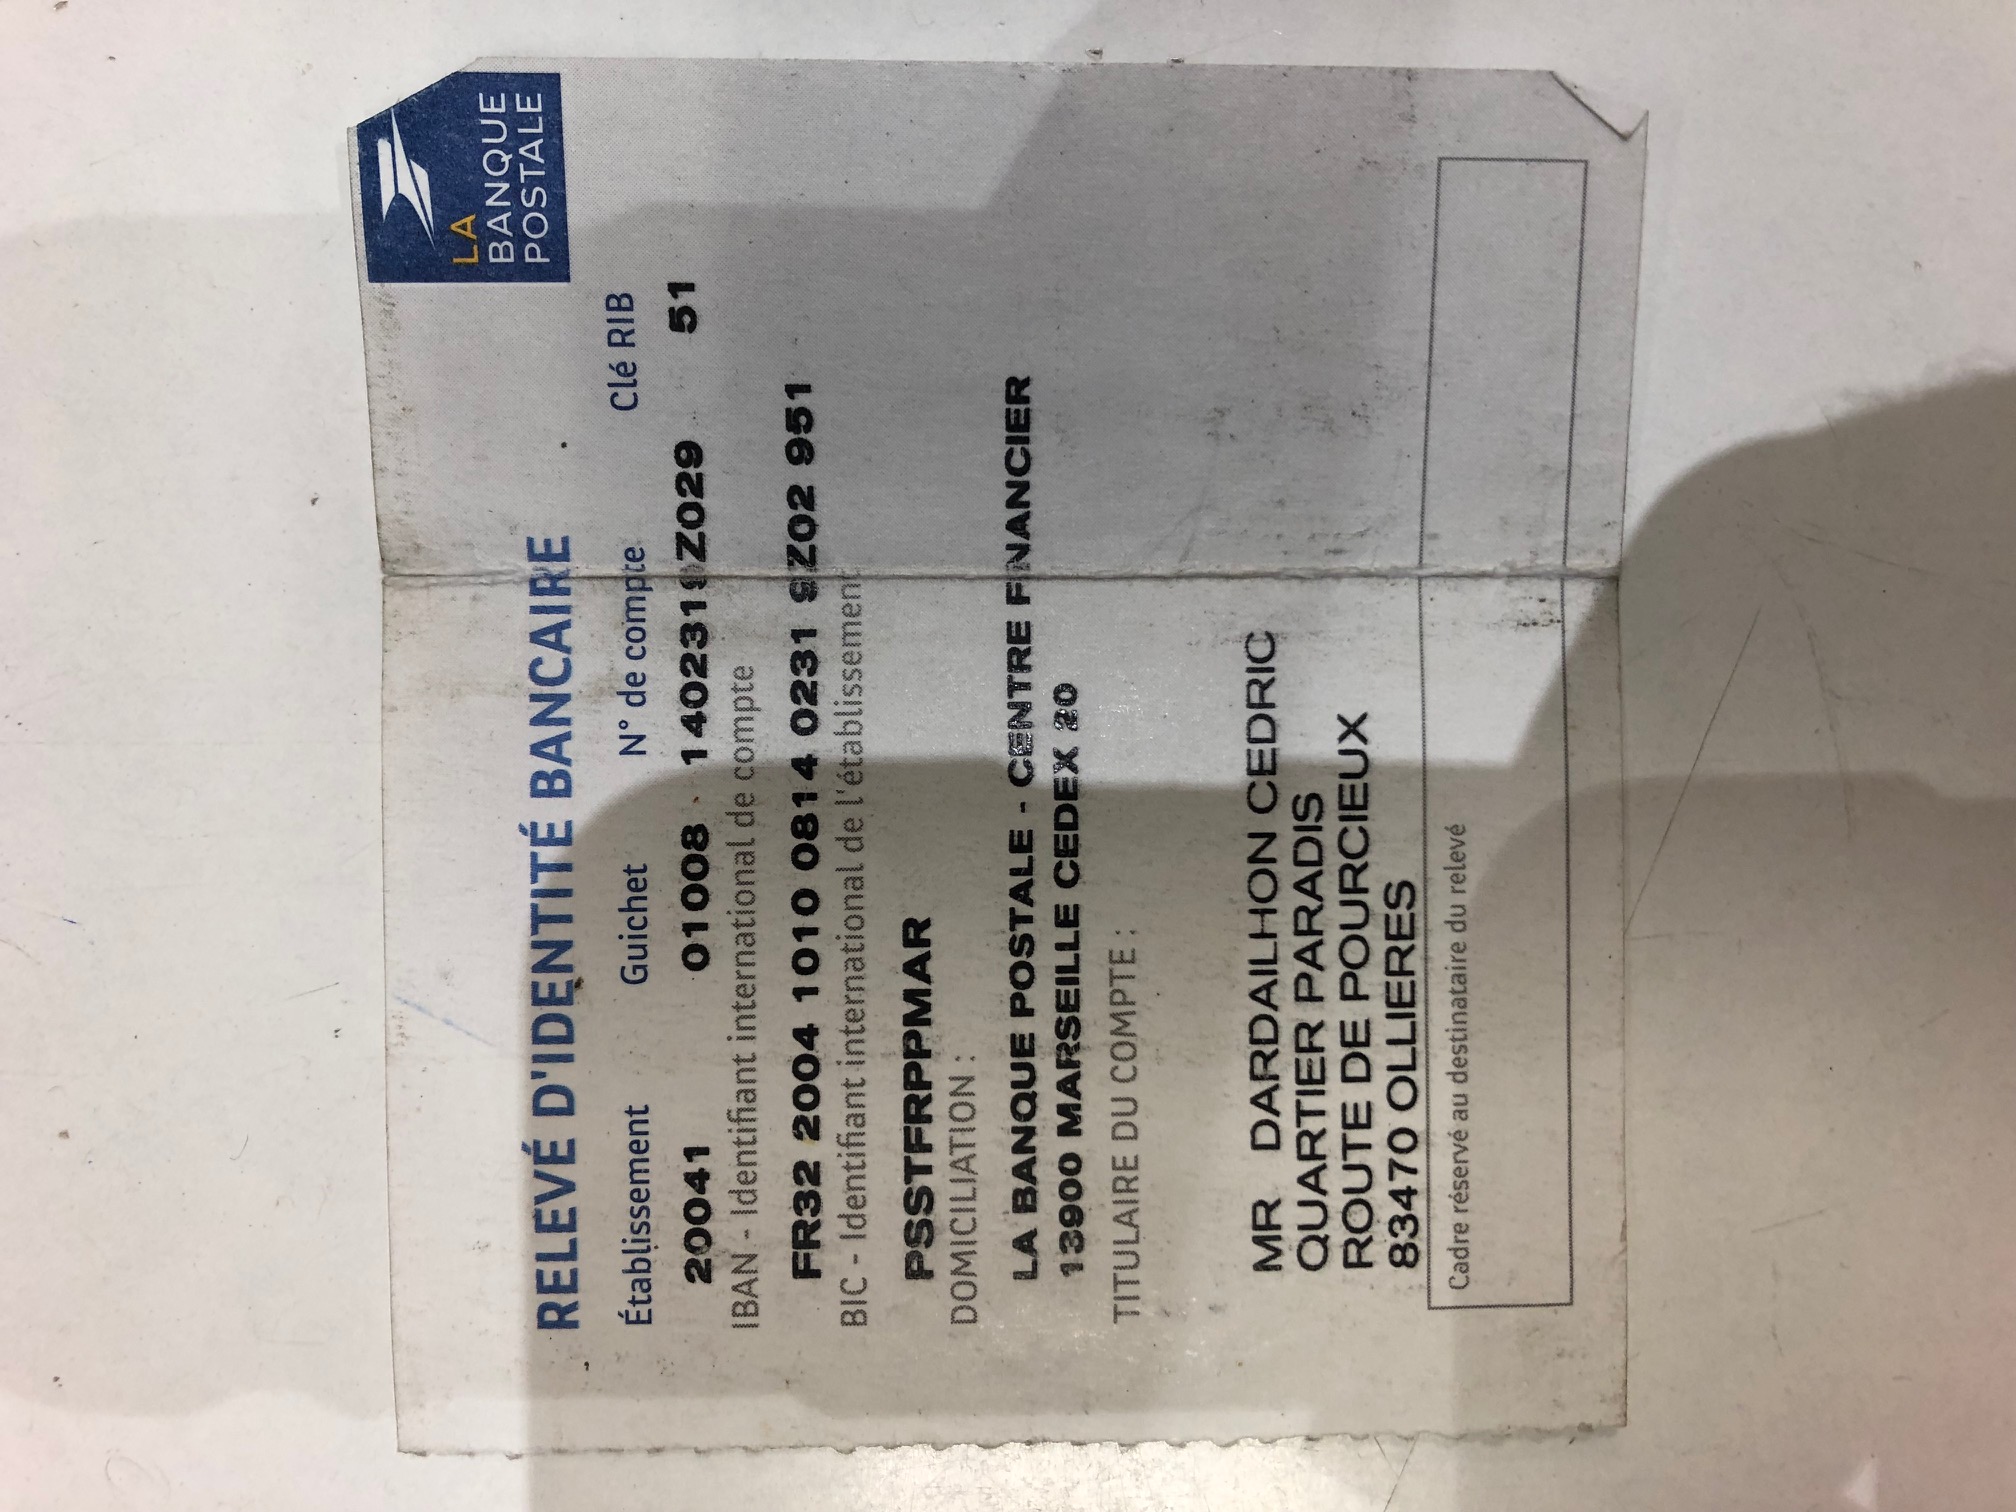 LA
BANQUE
POSTALE
RELEVÉ D'IDENTITÉ BANCAIRE
Établissement Guichet N° de compte Clé RIB
20041 01008 1402319Z029 51
IBAN - Identifiant international de compte
FR32 2004 1010 0814 0231 9Z02 951
BIC - Identifiant international de l'établissement
PSSTFRPPMAR
DOMICILIATION :
LA BANQUE POSTALE - CENTRE FINANCIER
13900 MARSEILLE CEDEX 20
TITULAIRE DU COMPTE :
MR DARDAILHON CEDRIC
QUARTIER PARADIS
ROUTE DE POURCIEUX
83470 OLLIERES
Cadre réservé au destinataire du relevé